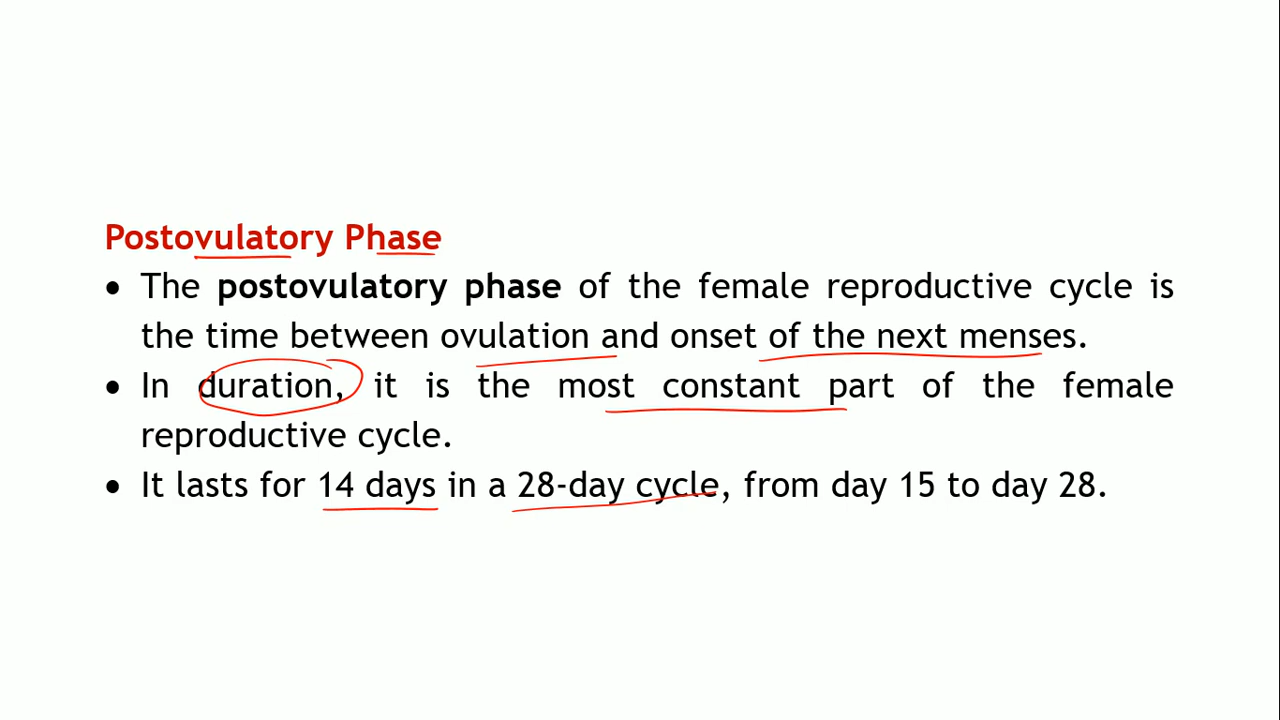 Postovulatory Phase
• The postovulatory phase of the female reproductive cycle is
the time between ovulation and onset of the next menses.
• In duration, it is the most constant part of the female
reproductive cycle.
• It lasts for 14 days in a 28-day cycle, from day 15 to day 28.